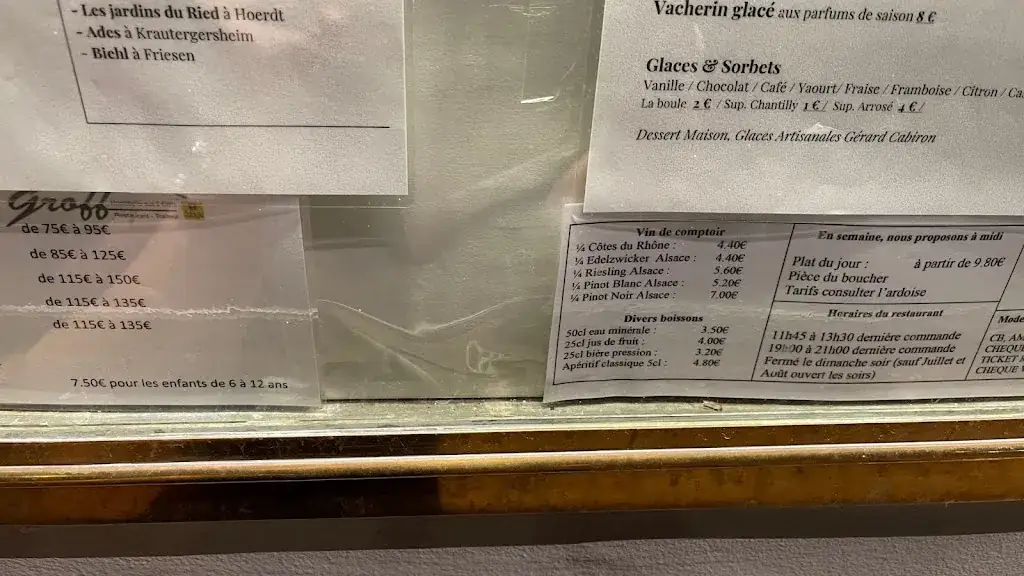 - Les jardins du Ried à Hoerdt
- Ades à Krautergersheim
- Biehl à Friesen
Vacherin glacé aux parfums de saison 8 €
Glaces & Sorbets
Vanille / Chocolat / Café / Yaourt/ Fraise / Framboise / Citron /
La boule 2 € / Sup. Chantilly 1 € / Sup. Arrosé 4 € /
Dessert Maison, Glaces Artisanales Gérard Cabiron
Groff
de 75€ à 95€
de 85€ à 125€
de 115€ à 150€
de 115€ à 135€
de 115€ à 135€
7.50€ pour les enfants de 6 à 12 ans
Vin de comptoir
¼ Côtes du Rhône : 4.40€
¼ Edelzwicker Alsace : 4.40€
¼ Riesling Alsace : 5.60€
¼ Pinot Blanc Alsace : 5.20€
¼ Pinot Noir Alsace : 7.00€
Divers boissons
50cl eau minérale : 3.50€
25cl jus de fruit : 4.00€
25cl bière pression : 3.20€
Apéritif classique 5cl : 4.80€
En semaine, nous proposons à midi
Plat du jour : à partir de 9.80€
Pièce du boucher
Tarifs consulter l'ardoise
Horaires du restaurant
11h45 à 13h30 dernière commande
19h00 à 21h00 dernière commande
Fermé le dimanche soir (sauf Juillet et
Août ouvert les soirs)
CB,
CHEQUE
TICKET
CHEQUE